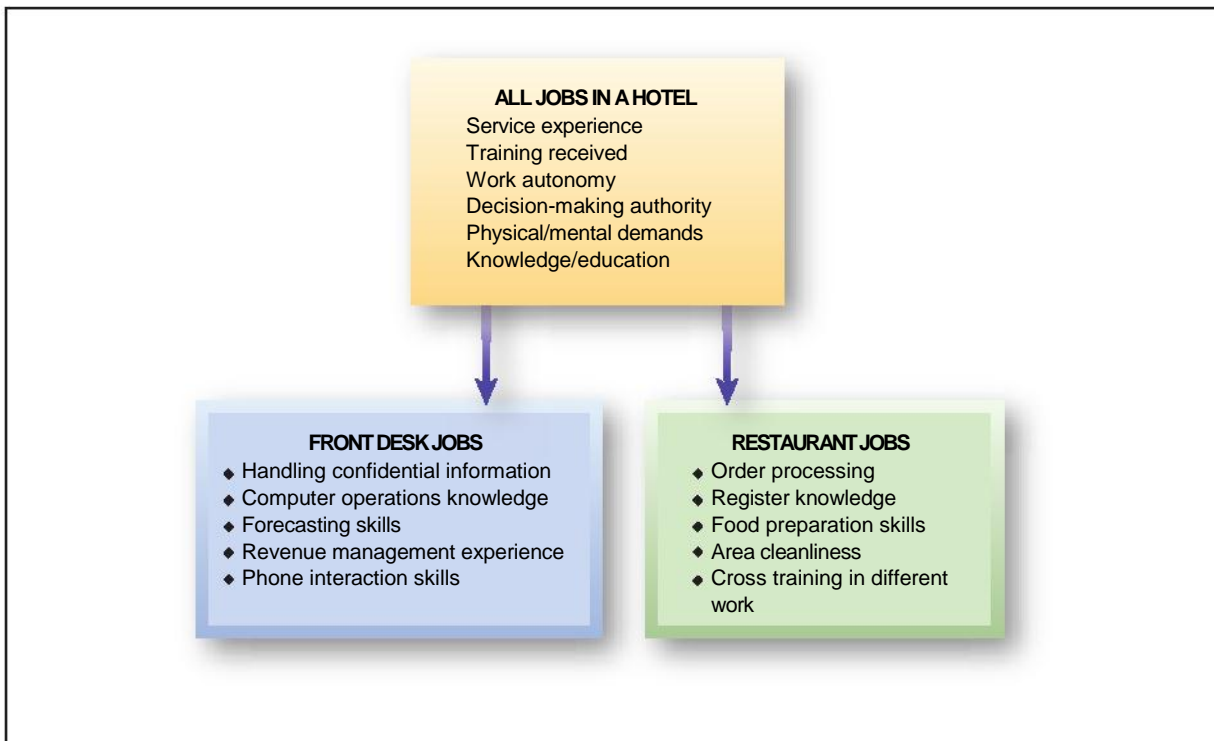 ALL JOBS IN A HOTEL
Service experience
Training received
Work autonomy
Decision-making authority
Physical/mental demands
Knowledge/education
FRONT DESK JOBS
◆ Handling confidential information
◆ Computer operations knowledge
◆ Forecasting skills
◆ Revenue management experience
◆ Phone interaction skills
RESTAURANT JOBS
◆ Order processing
◆ Register knowledge
◆ Food preparation skills
◆ Area cleanliness
◆ Cross training in different
work